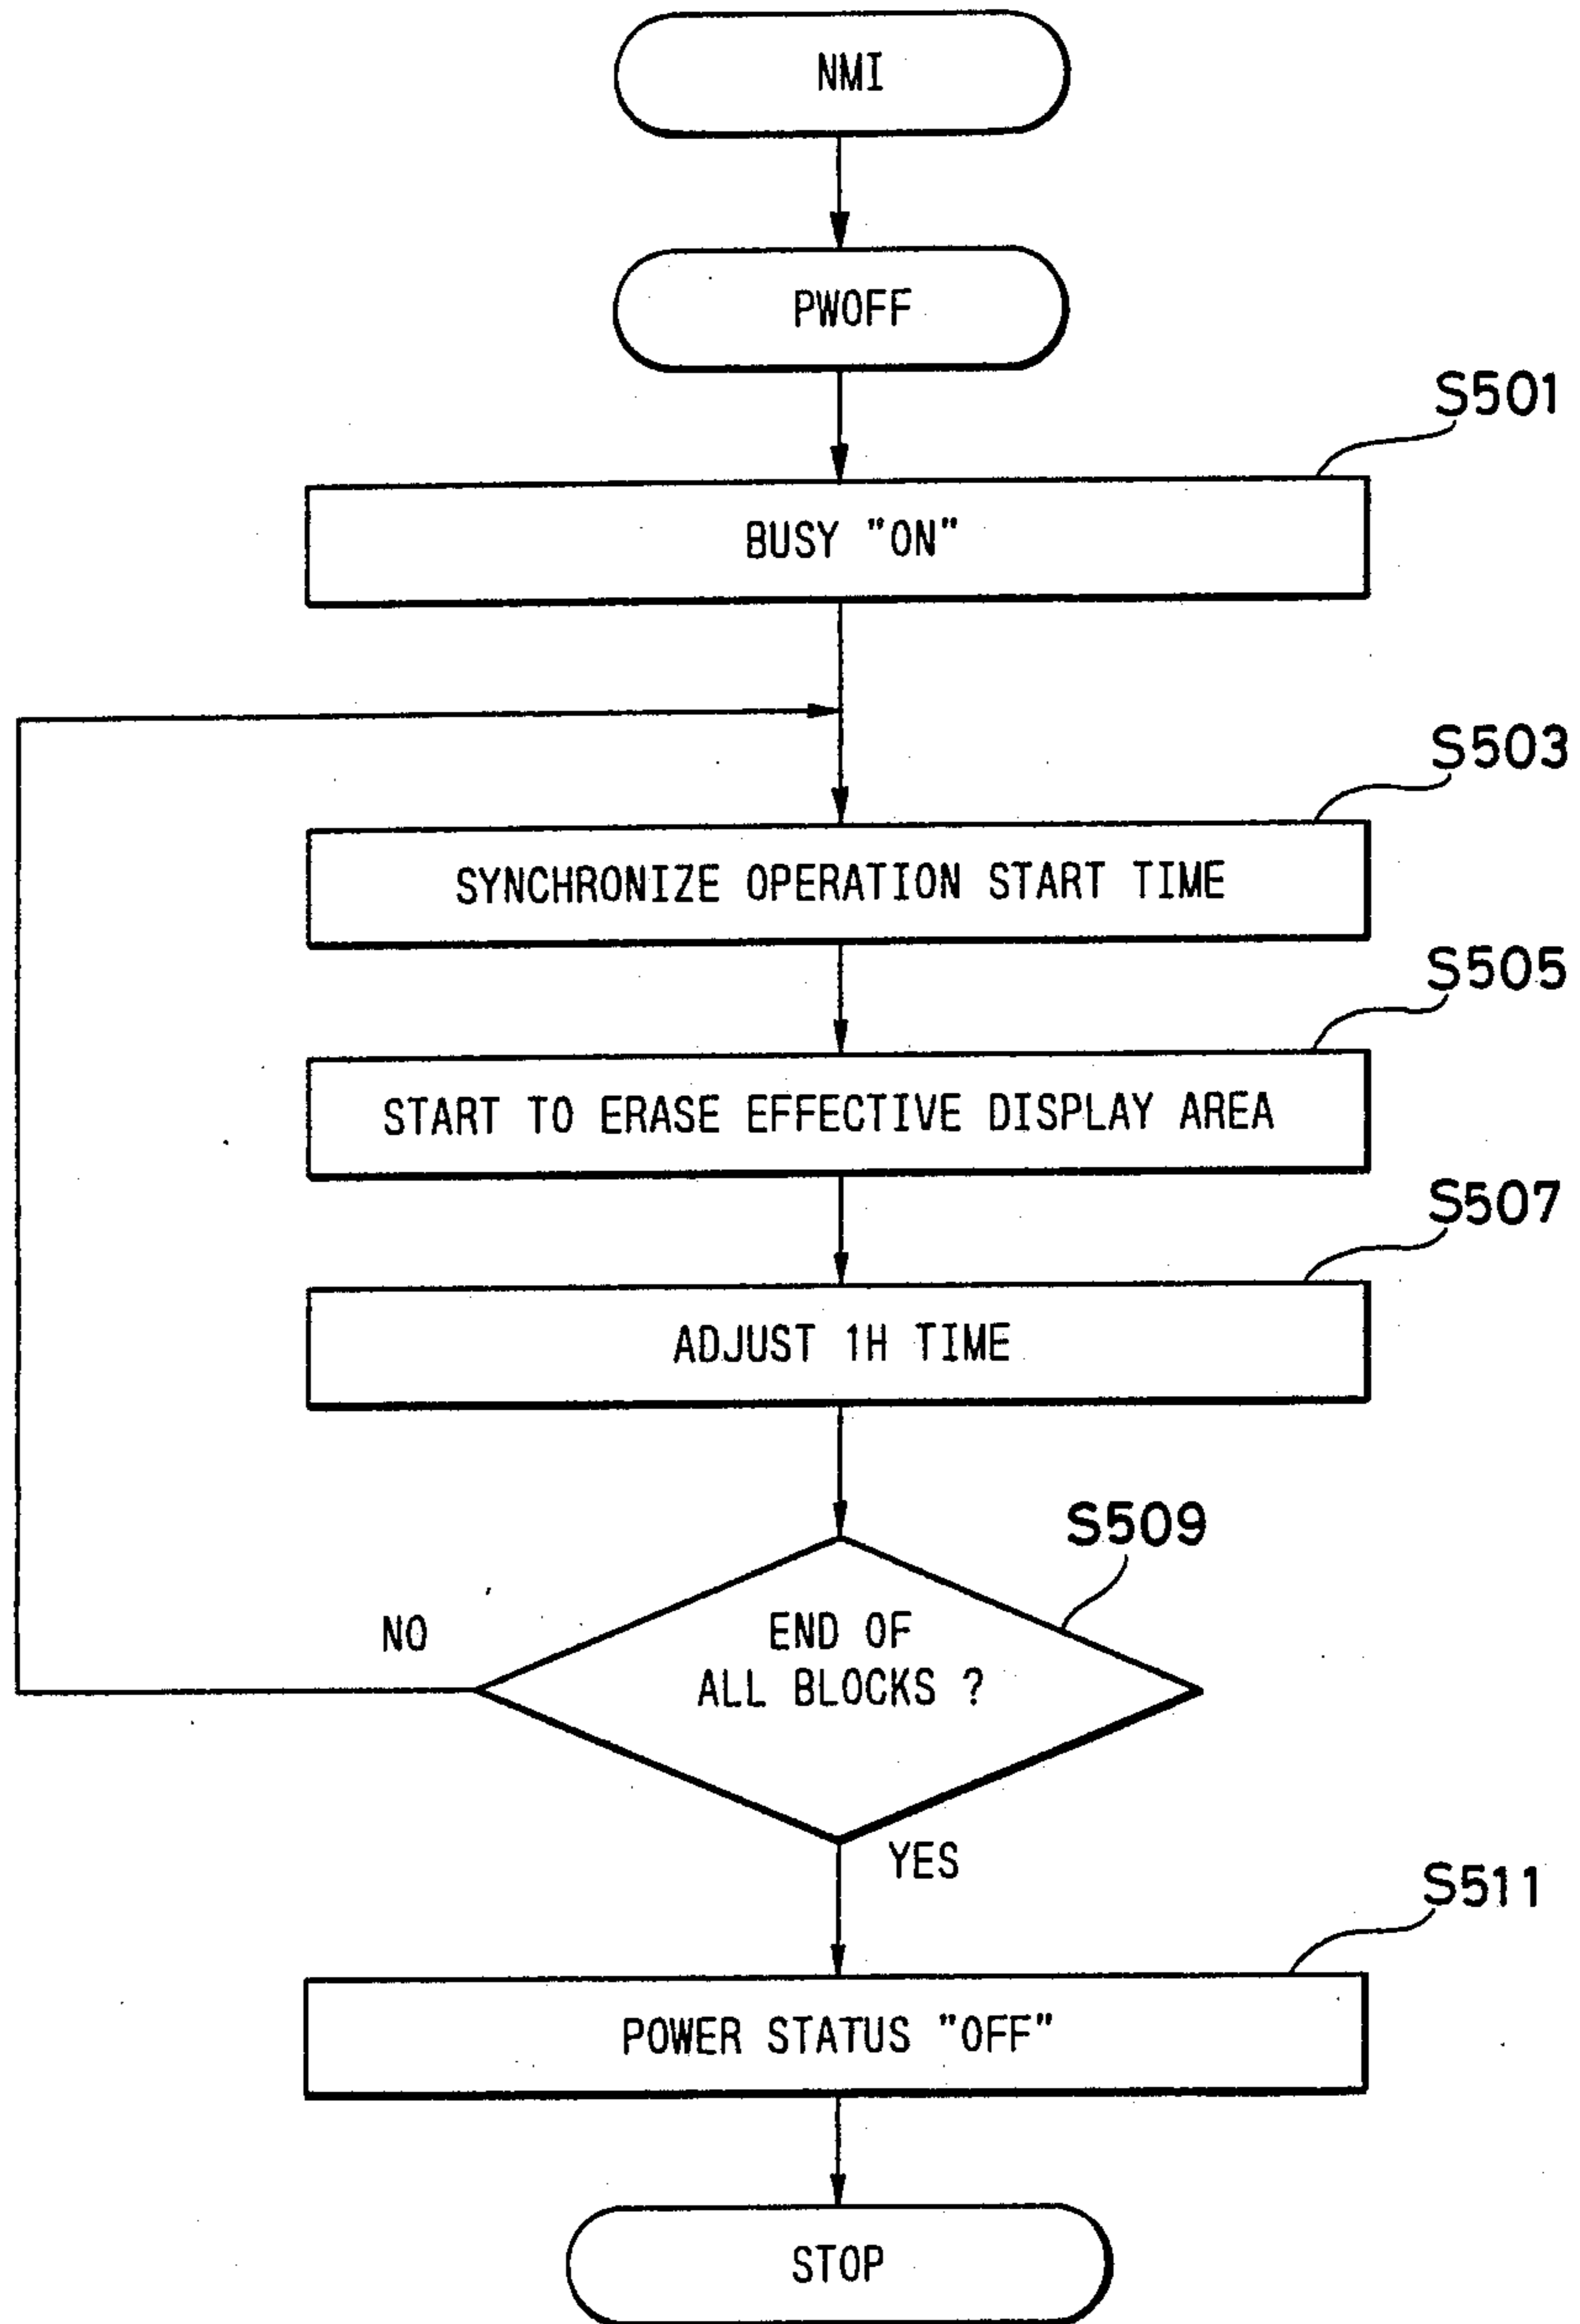 NMI
PWOFF
S501
BUSY "ON"
S503
SYNCHRONIZE OPERATION START TIME
S505
START TO ERASE EFFECTIVE DISPLAY AREA
S507
ADJUST 1H TIME
S509
END OF
ALL BLOCKS ?
NO
YES
S511
POWER STATUS "OFF"
STOP